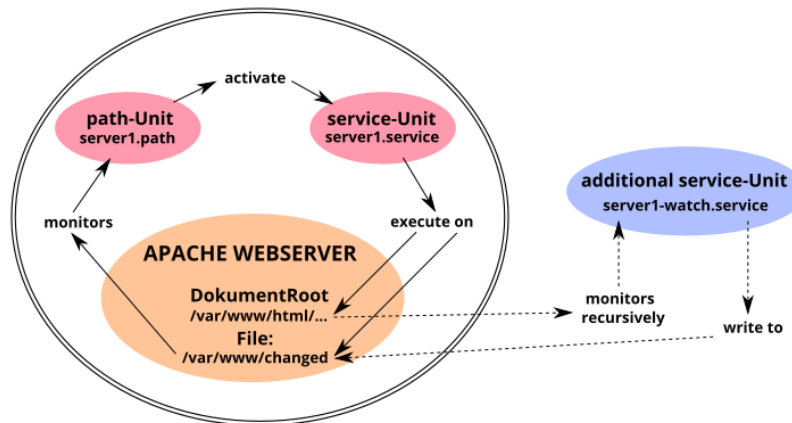 activate
path-Unit
server1.path
service-Unit
server1.service
additional service-Unit
server1-watch.service
monitors
execute on
APACHE WEBSERVER
DokumentRoot
/var/www/html/...
File:
/var/www/changed
monitors
recursively
write to